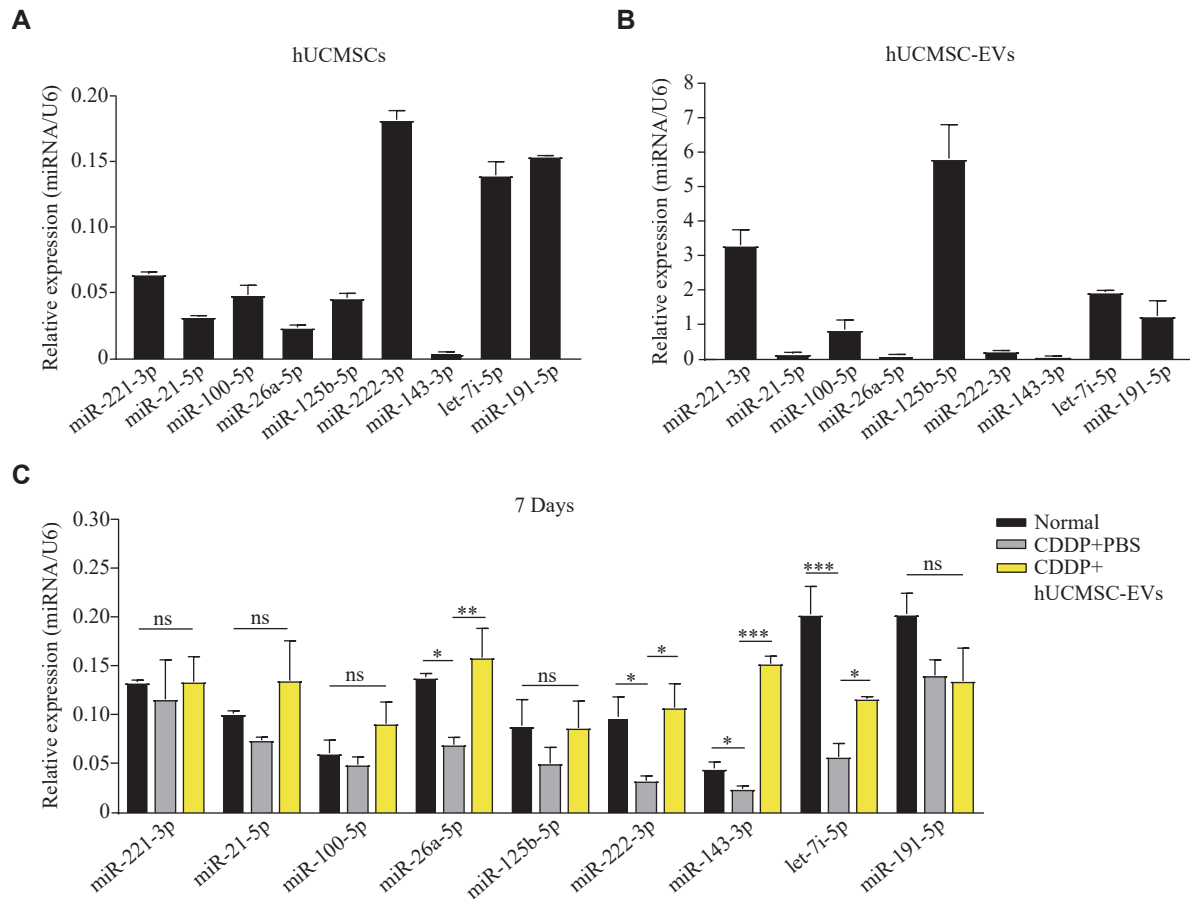 A
hUCMSCs
Relative expression (miRNA/U6)
0.20
0.15
0.10
0.05
0
miR-221-3p
miR-21-5p
miR-100-5p
miR-26a-5p
miR-125b-5p
miR-222-3p
miR-143-3p
let-7i-5p
miR-191-5p
B
hUCMSC-EVs
Relative expression (miRNA/U6)
8
7
6
5
4
3
2
1
0
miR-221-3p
miR-21-5p
miR-100-5p
miR-26a-5p
miR-125b-5p
miR-222-3p
miR-143-3p
let-7i-5p
miR-191-5p
C
7 Days
Relative expression (miRNA/U6)
0.30
0.25
0.20
0.15
0.10
0.05
0
ns
ns
ns
*
**
ns
*
*
*
***
***
*
ns
miR-221-3p
miR-21-5p
miR-100-5p
miR-26a-5p
miR-125b-5p
miR-222-3p
miR-143-3p
let-7i-5p
miR-191-5p
Normal
CDDP+PBS
CDDP+
hUCMSC-EVs